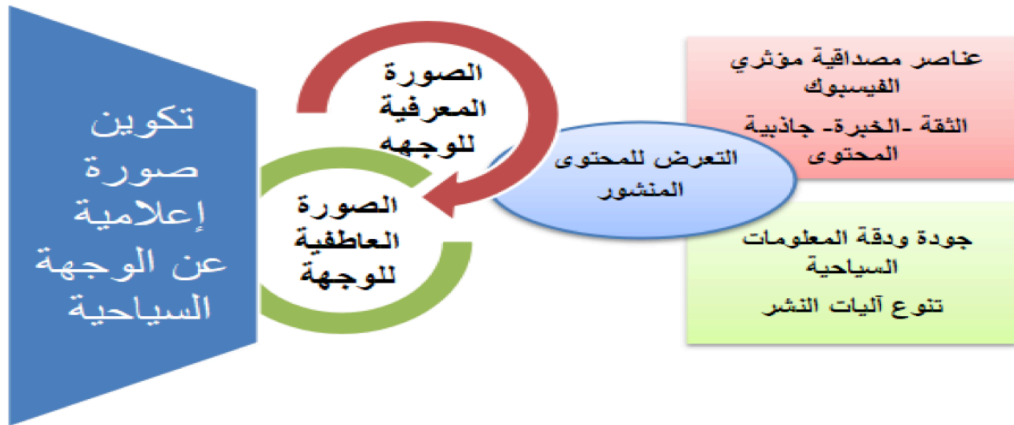 عناصر مصداقية مؤثري
الفيسبوك
الثقة -الخبرة- جاذبية
المحتوى
جودة ودقة المعلومات
السياحية
تنوع آليات النشر
التعرض للمحتوى
المنشور
الصورة
المعرفية
للوجهه
الصورة
العاطفية
للوجهة
تكوين
صورة
إعلامية
عن الوجهة
السياحية